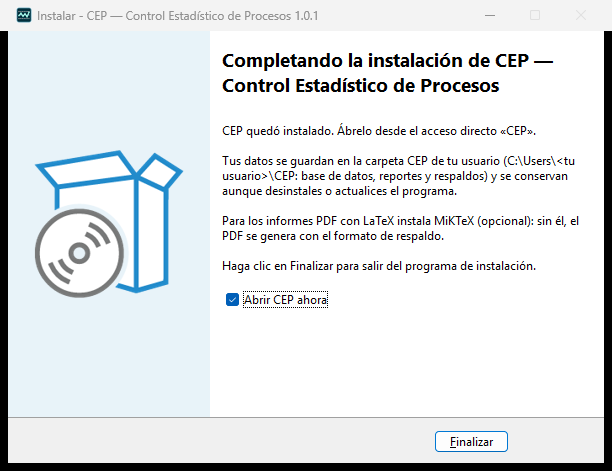 Instalar - CEP — Control Estadístico de Procesos 1.0.1
Completando la instalación de CEP —
Control Estadístico de Procesos
CEP quedó instalado. Ábrelo desde el acceso directo «CEP».
Tus datos se guardan en la carpeta CEP de tu usuario (C:\Users\<tu
usuario>\CEP: base de datos, reportes y respaldos) y se conservan
aunque desinstales o actualices el programa.
Para los informes PDF con LaTeX instala MiKTeX (opcional): sin él, el
PDF se genera con el formato de respaldo.
Haga clic en Finalizar para salir del programa de instalación.
Abrir CEP ahora
Finalizar